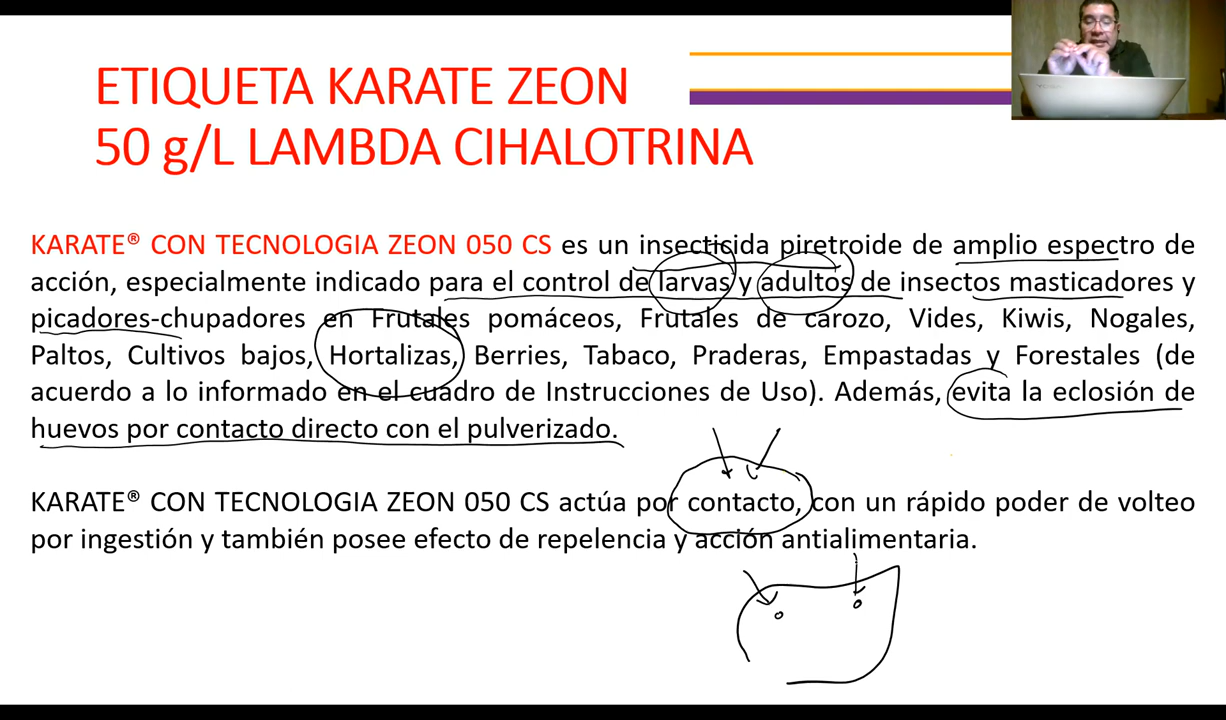 ETIQUETA KARATE ZEON
50 g/L LAMBDA CIHALOTRINA
KARATE® CON TECNOLOGIA ZEON 050 CS es un insecticida piretroide de amplio espectro de
acción, especialmente indicado para el control de larvas y adultos de insectos masticadores y
picadores-chupadores en Frutales pomáceos, Frutales de carozo, Vides, Kiwis, Nogales,
Paltos, Cultivos bajos, Hortalizas, Berries, Tabaco, Praderas, Empastadas y Forestales (de
acuerdo a lo informado en el cuadro de Instrucciones de Uso). Además, evita la eclosión de
huevos por contacto directo con el pulverizado.
KARATE® CON TECNOLOGIA ZEON 050 CS actúa por contacto, con un rápido poder de volteo
por ingestión y también posee efecto de repelencia y acción antialimentaria.